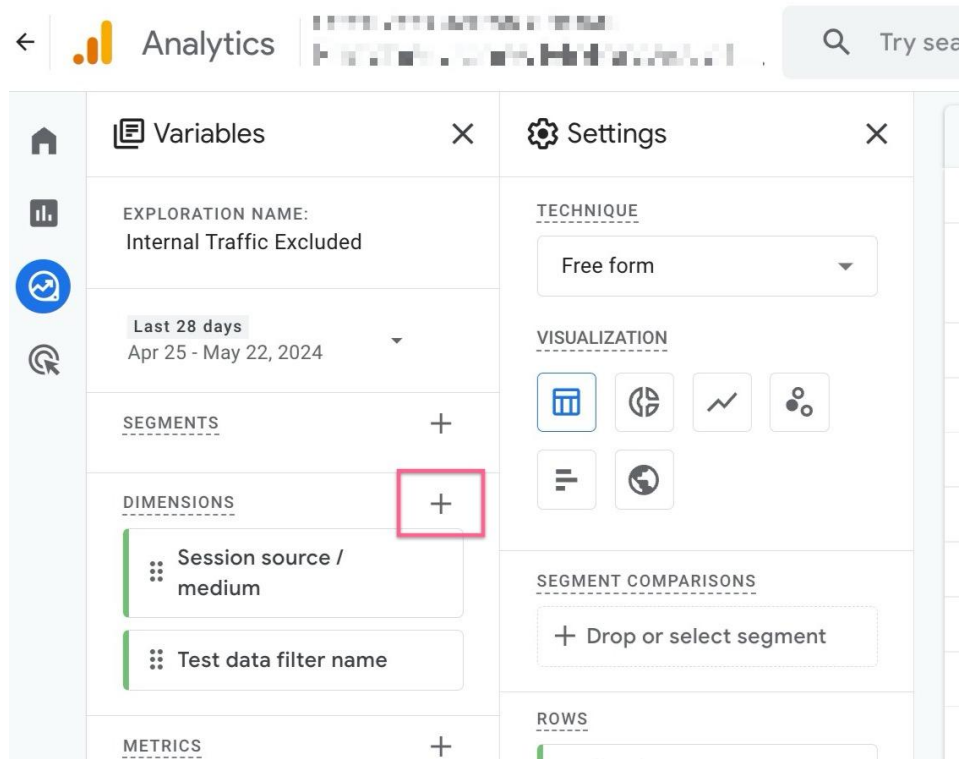 Analytics
Try sea
Variables
EXPLORATION NAME:
Internal Traffic Excluded
Last 28 days
Apr 25 - May 22, 2024
SEGMENTS
DIMENSIONS
Session source /
medium
Test data filter name
METRICS
Settings
TECHNIQUE
Free form
VISUALIZATION
SEGMENT COMPARISONS
Drop or select segment
ROWS